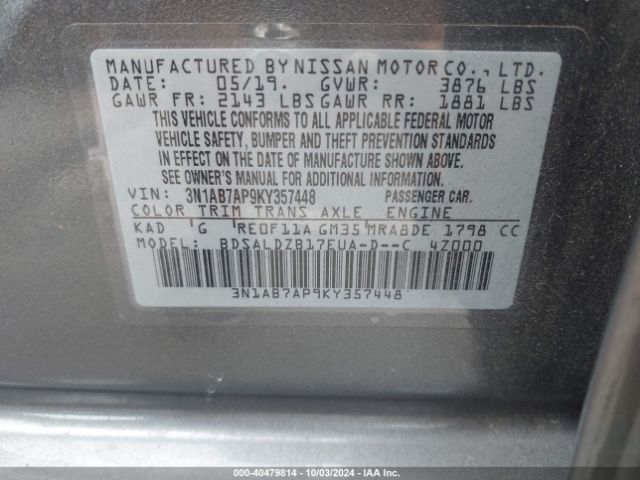 MANUFACTURED BY NISSAN MOTOR CO., LTD.
DATE: 05/19. GVWR: 3876 LBS
GAWR FR: 2143 LBS GAWR RR: 1881 LBS
THIS VEHICLE CONFORMS TO ALL APPLICABLE FEDERAL MOTOR
VEHICLE SAFETY, BUMPER AND THEFT PREVENTION STANDARDS
IN EFFECT ON THE DATE OF MANUFACTURE SHOWN ABOVE.
SEE OWNER'S MANUAL FOR ADDITIONAL INFORMATION
VIN: 3N1AB7AP9KY357448 PASSENGER CAR.
COLOR TRIM TRANS AXLE ENGINE
KAD G RE0F11A GM35 MRA8DE 1798 CC
MODEL: BDSALDZB17EUA-D--C 4Z000
3N1AB7AP9KY357448
000-40479814 | 10/03/2024 | IAA Inc.